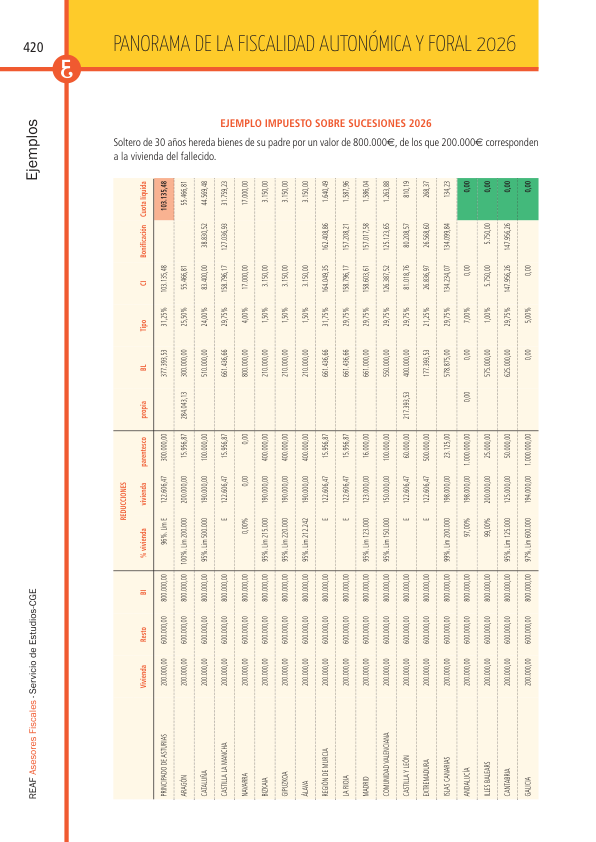 420
PANORAMA DE LA FISCALIDAD AUTONÓMICA Y FORAL 2026
Ejemplos
REAF Asesores Fiscales · Servicio de Estudios-CGE
EJEMPLO IMPUESTO SOBRE SUCESIONES 2026
Soltero de 30 años hereda bienes de su padre por un valor de 800.000€, de los que 200.000€ corresponden
a la vivienda del fallecido.
REDUCCIONES
Vivienda Resto BI % vivienda vivienda parentesco propia BL Tipo CI Bonificación Cuota líquida
PRINCIPADO DE ASTURIAS 200.000,00 600.000,00 800.000,00 96%, Lim E 122.606,47 300.000,00 377.393,53 31,25% 103.135,48 103.135,48
ARAGÓN 200.000,00 600.000,00 800.000,00 100%, Lim 200.000 200.000,00 15.956,87 284.043,13 300.000,00 25,50% 55.466,81 55.466,81
CATALUÑA 200.000,00 600.000,00 800.000,00 95%, Lim 500.000 190.000,00 100.000,00 510.000,00 24,00% 83.400,00 38.830,52 44.569,48
CASTILLA LA MANCHA 200.000,00 600.000,00 800.000,00 E 122.606,47 15.956,87 661.436,66 29,75% 158.796,17 127.036,93 31.759,23
NAVARRA 200.000,00 600.000,00 800.000,00 0,00% 0,00 0,00 800.000,00 4,00% 17.000,00 17.000,00
BIZKAIA 200.000,00 600.000,00 800.000,00 95%, Lim 215.000 190.000,00 400.000,00 210.000,00 1,50% 3.150,00 3.150,00
GIPUZKOA 200.000,00 600.000,00 800.000,00 95%, Lim 220.000 190.000,00 400.000,00 210.000,00 1,50% 3.150,00 3.150,00
ÁLAVA 200.000,00 600.000,00 800.000,00 95%, Lim 212.242 190.000,00 400.000,00 210.000,00 1,50% 3.150,00 3.150,00
REGIÓN DE MURCIA 200.000,00 600.000,00 800.000,00 E 122.606,47 15.956,87 661.436,66 31,75% 164.049,35 162.408,86 1.640,49
LA RIOJA 200.000,00 600.000,00 800.000,00 E 122.606,47 15.956,87 661.436,66 29,75% 158.796,17 157.208,21 1.587,96
MADRID 200.000,00 600.000,00 800.000,00 95%, Lim 123.000 123.000,00 16.000,00 661.000,00 29,75% 158.603,61 157.017,58 1.586,04
COMUNIDAD VALENCIANA 200.000,00 600.000,00 800.000,00 95%, Lim 150.000 150.000,00 100.000,00 550.000,00 29,75% 126.387,52 125.123,65 1.263,88
CASTILLA Y LEÓN 200.000,00 600.000,00 800.000,00 E 122.606,47 60.000,00 217.393,53 400.000,00 29,75% 81.018,76 80.208,57 810,19
EXTREMADURA 200.000,00 600.000,00 800.000,00 E 122.606,47 500.000,00 177.393,53 21,25% 26.836,97 26.568,60 268,37
ISLAS CANARIAS 200.000,00 600.000,00 800.000,00 99%, Lim 200.000 198.000,00 23.125,00 578.875,00 29,75% 134.234,07 134.099,84 134,23
ANDALUCÍA 200.000,00 600.000,00 800.000,00 97,00% 198.000,00 1.000.000,00 0,00 0,00 7,00% 0,00 0,00
ILLES BALEARS 200.000,00 600.000,00 800.000,00 99,00% 200.000,00 25.000,00 575.000,00 1,00% 5.750,00 5.750,00 0,00
CANTABRIA 200.000,00 600.000,00 800.000,00 95%, Lim 125.000 125.000,00 50.000,00 625.000,00 29,75% 147.956,26 147.956,26 0,00
GALICIA 200.000,00 600.000,00 800.000,00 97%, Lim 600.000 194.000,00 1.000.000,00 0,00 5,00% 0,00 0,00